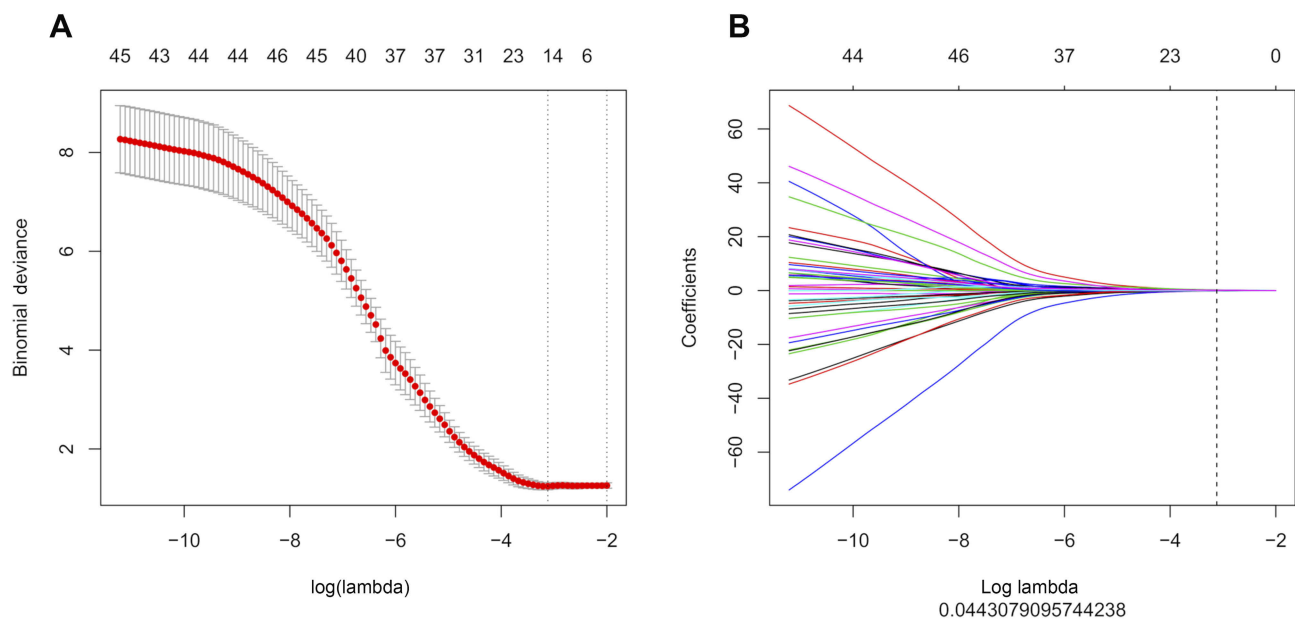 A
45 43 44 44 46 45 40 37 37 31 23 14 6
Binomial deviance
8
6
4
2
−10 −8 −6 −4 −2
log(lambda)
B
44 46 37 23 0
Coefficients
60
40
20
0
−20
−40
−60
−10 −8 −6 −4 −2
Log lambda
0.0443079095744238